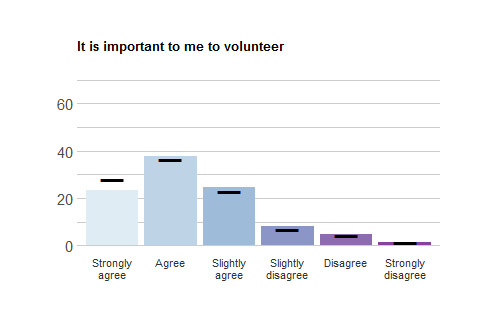 It is important to me to volunteer
60
40
20
0
Strongly
agree
Agree
Slightly
agree
Slightly
disagree
Disagree
Strongly
disagree